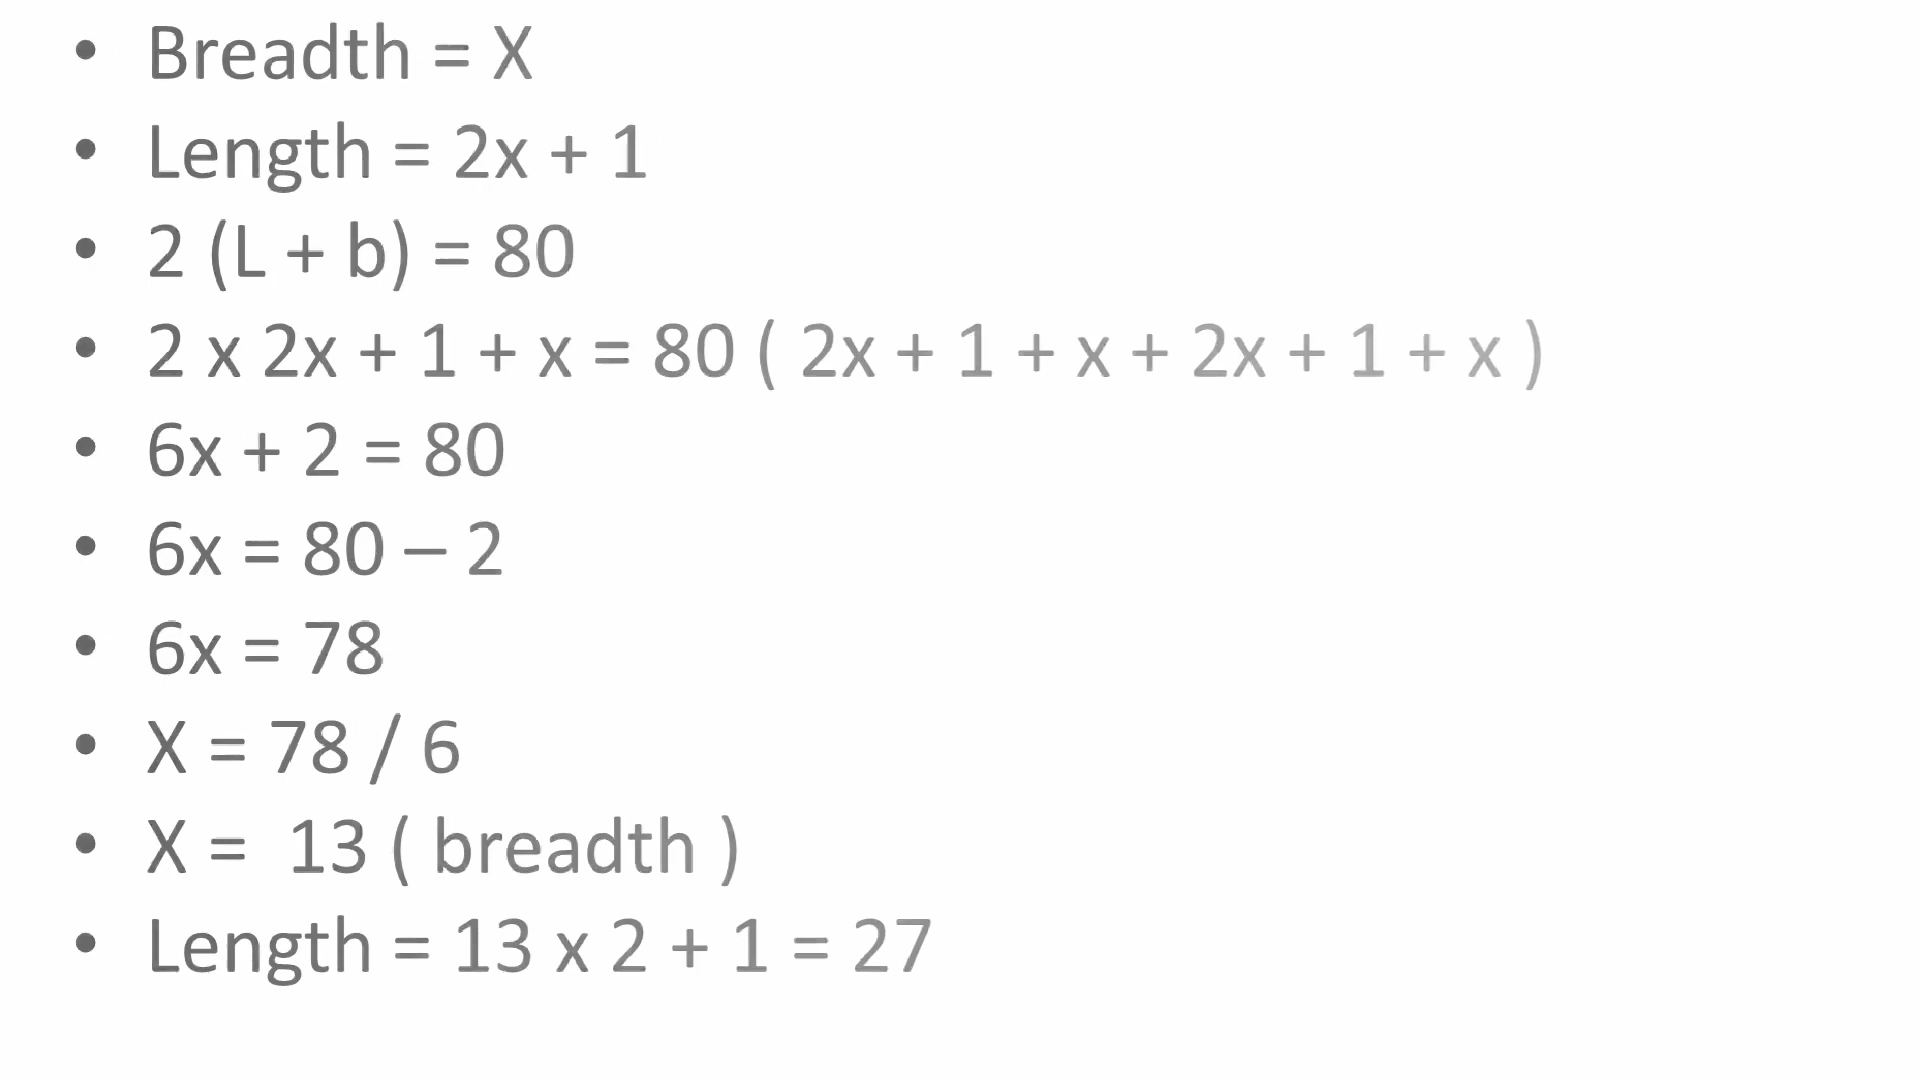 • Breadth = X
• Length = 2x + 1
• 2 (L + b) = 80
• 2 x 2x + 1 + x = 80 ( 2x + 1 + x + 2x + 1 + x )
• 6x + 2 = 80
• 6x = 80 – 2
• 6x = 78
• X = 78 / 6
• X =  13 ( breadth )
• Length = 13 x 2 + 1 = 27